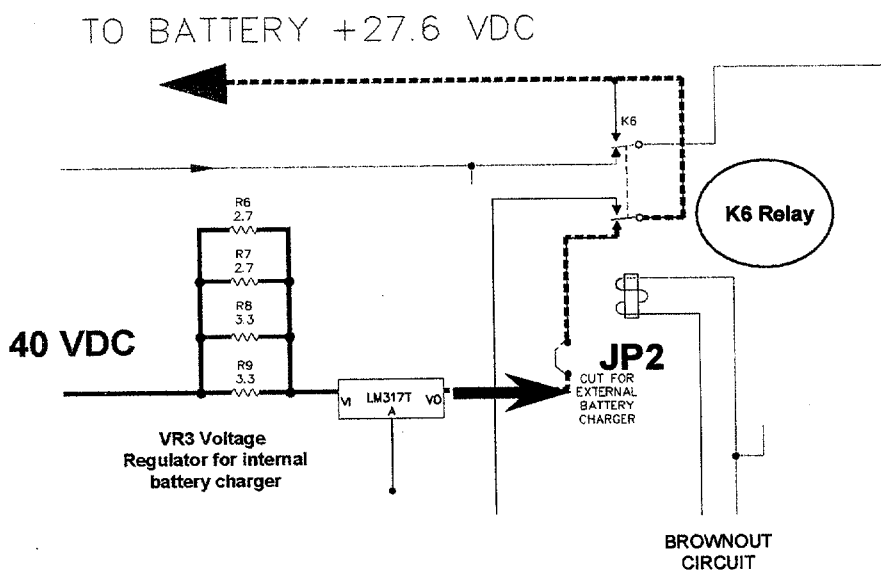 TO BATTERY +27.6 VDC
K6
R6
2.7
K6 Relay
R7
2.7
R8
3.3
40 VDC
JP2
R9
3.3
CUT FOR
EXTERNAL
BATTERY
CHARGER
VI
LM317T
VO
A
VR3 Voltage
Regulator for internal
battery charger
BROWNOUT
CIRCUIT